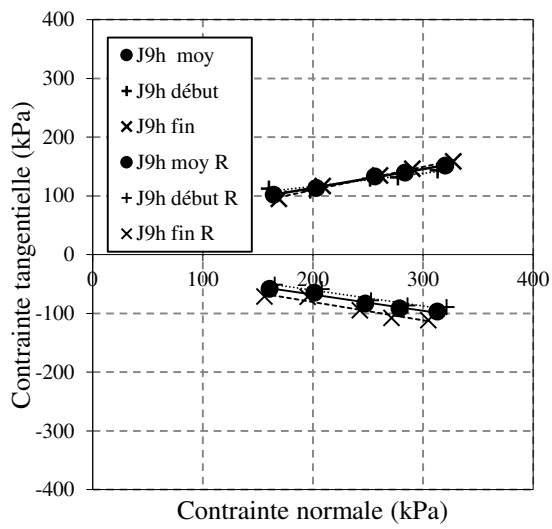 400
300
200
100
0
-100
-200
-300
-400
0 100 200 300 400
Contrainte tangentielle (kPa)
Contrainte normale (kPa)
J9h moy
J9h début
J9h fin
J9h moy R
J9h début R
J9h fin R